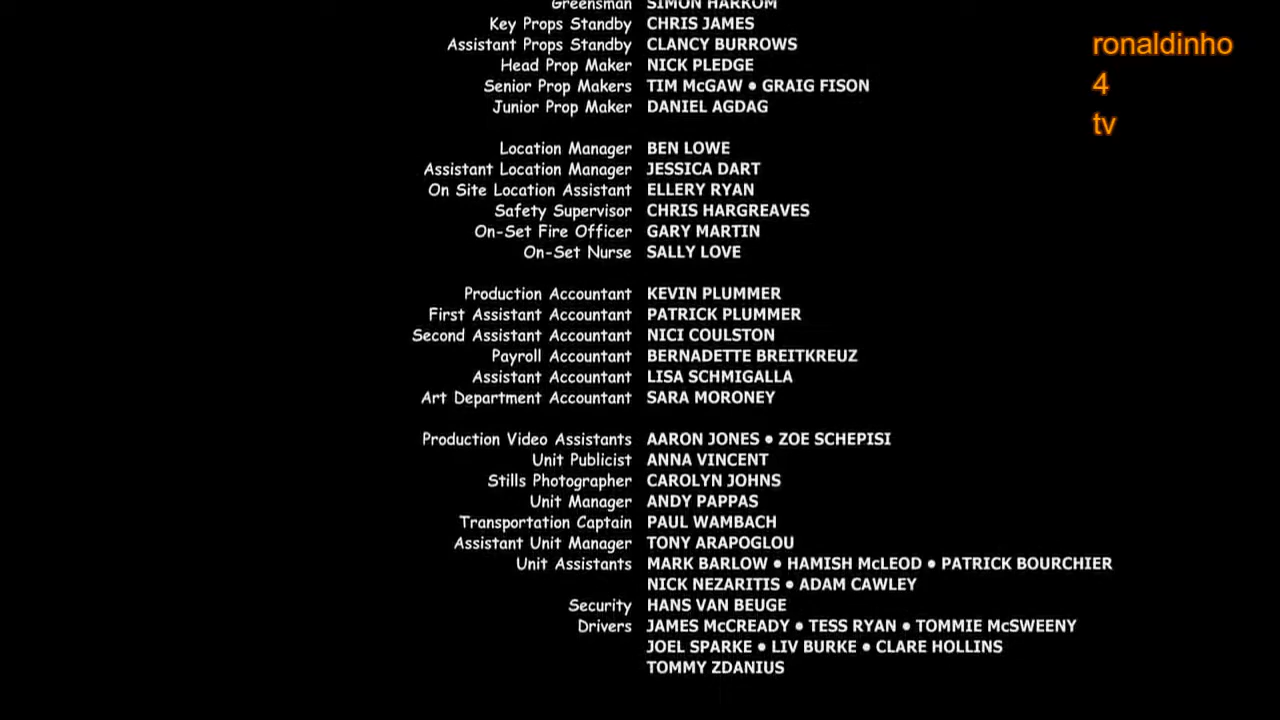 Greensman SIMON HARKOM
Key Props Standby CHRIS JAMES
Assistant Props Standby CLANCY BURROWS
Head Prop Maker NICK PLEDGE
Senior Prop Makers TIM McGAW • GRAIG FISON
Junior Prop Maker DANIEL AGDAG
Location Manager BEN LOWE
Assistant Location Manager JESSICA DART
On Site Location Assistant ELLERY RYAN
Safety Supervisor CHRIS HARGREAVES
On-Set Fire Officer GARY MARTIN
On-Set Nurse SALLY LOVE
Production Accountant KEVIN PLUMMER
First Assistant Accountant PATRICK PLUMMER
Second Assistant Accountant NICI COULSTON
Payroll Accountant BERNADETTE BREITKREUZ
Assistant Accountant LISA SCHMIGALLA
Art Department Accountant SARA MORONEY
Production Video Assistants AARON JONES • ZOE SCHEPISI
Unit Publicist ANNA VINCENT
Stills Photographer CAROLYN JOHNS
Unit Manager ANDY PAPPAS
Transportation Captain PAUL WAMBACH
Assistant Unit Manager TONY ARAPOGLOU
Unit Assistants MARK BARLOW • HAMISH McLEOD • PATRICK BOURCHIER
NICK NEZARITIS • ADAM CAWLEY
Security HANS VAN BEUGE
Drivers JAMES McCREADY • TESS RYAN • TOMMIE McSWEENY
JOEL SPARKE • LIV BURKE • CLARE HOLLINS
TOMMY ZDANIUS
ronaldinho
4
tv